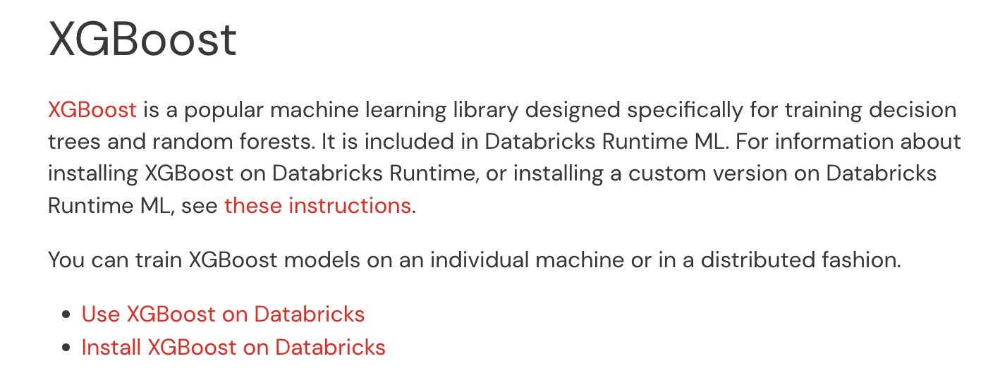 XGBoost
XGBoost is a popular machine learning library designed specifically for training decision
trees and random forests. It is included in Databricks Runtime ML. For information about
installing XGBoost on Databricks Runtime, or installing a custom version on Databricks
Runtime ML, see these instructions.
You can train XGBoost models on an individual machine or in a distributed fashion.
• Use XGBoost on Databricks
• Install XGBoost on Databricks